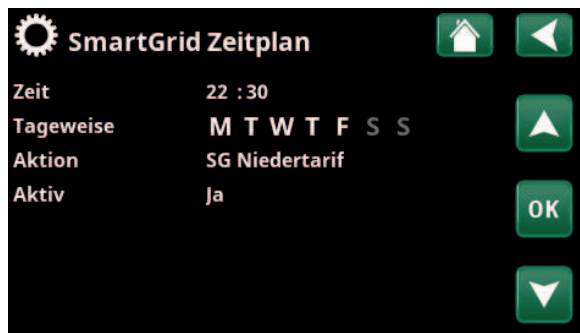 SmartGrid Zeitplan
Zeit 22 :30
Tageweise M T W T F S S
Aktion SG Niedertarif
Aktiv Ja
OK